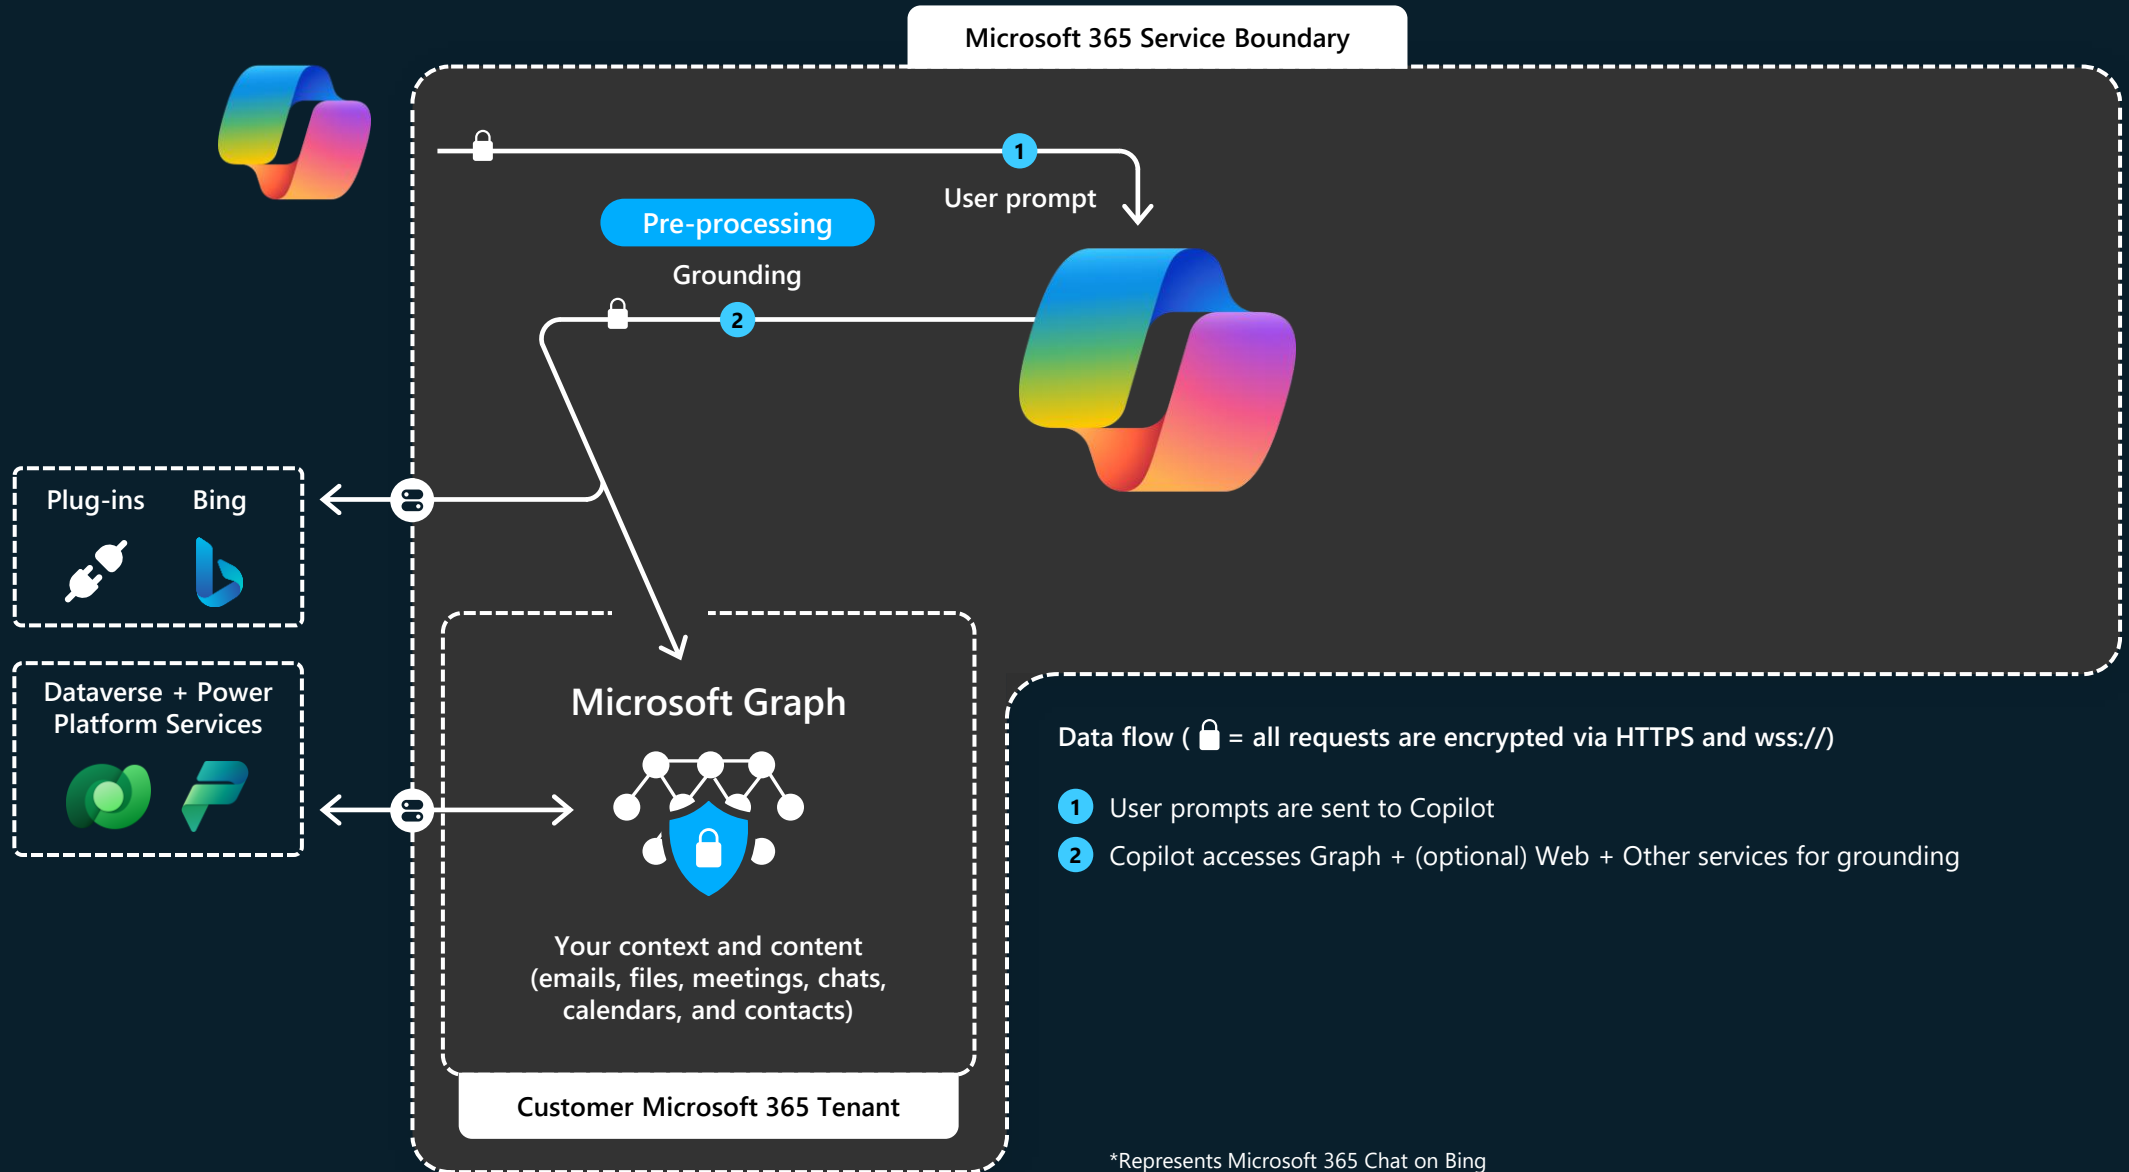 Microsoft 365 Service Boundary
1
User prompt
Pre-processing
Grounding
2
Plug-ins
Bing
Dataverse + Power
Platform Services
Microsoft Graph
Your context and content
(emails, files, meetings, chats,
calendars, and contacts)
Customer Microsoft 365 Tenant
Data flow ( = all requests are encrypted via HTTPS and wss://)
1 User prompts are sent to Copilot
2 Copilot accesses Graph + (optional) Web + Other services for grounding
*Represents Microsoft 365 Chat on Bing